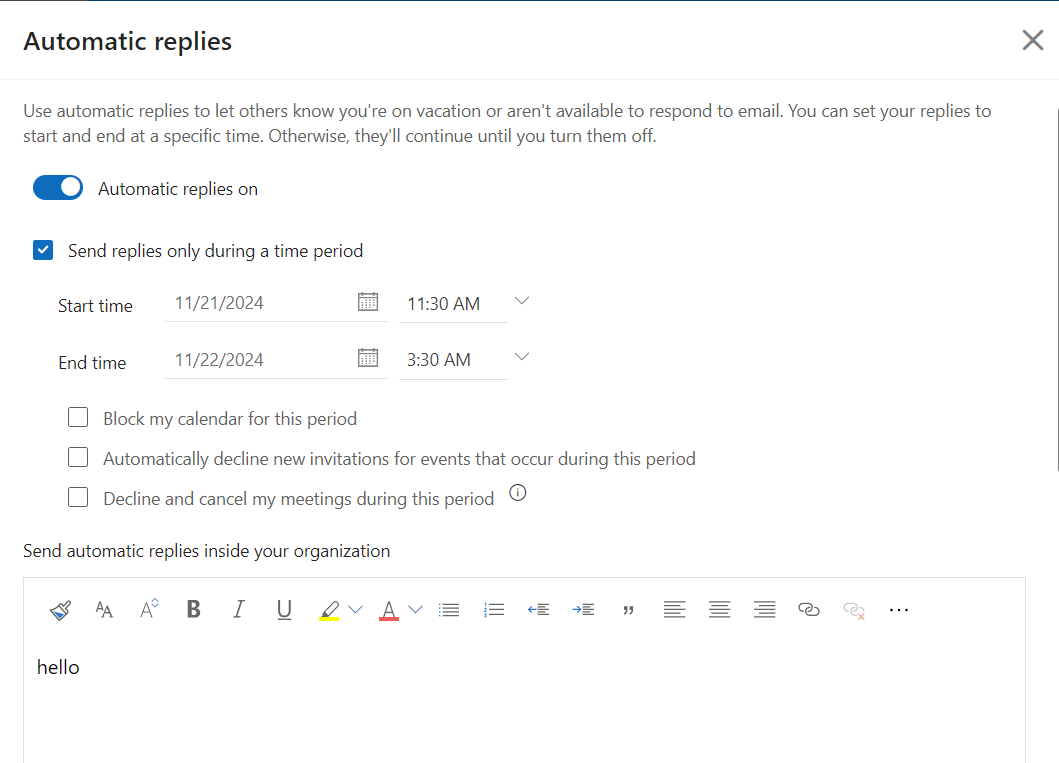 Automatic replies
Use automatic replies to let others know you're on vacation or aren't available to respond to email. You can set your replies to
start and end at a specific time. Otherwise, they'll continue until you turn them off.
Automatic replies on
Send replies only during a time period
Start time 11/21/2024 11:30 AM
End time 11/22/2024 3:30 AM
Block my calendar for this period
Automatically decline new invitations for events that occur during this period
Decline and cancel my meetings during this period
Send automatic replies inside your organization
hello